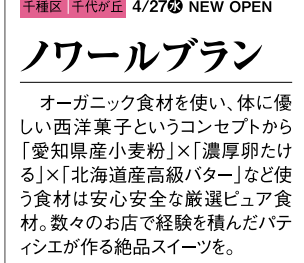 千種区 千代が丘 4/27㊌ NEW OPEN
ノワールブラン
オーガニック食材を使い、体に優
しい西洋菓子というコンセプトから
「愛知県産小麦粉」×「濃厚卵たけ
る」×「北海道産高級バター」など使
う食材は安心安全な厳選ピュア食
材。数々のお店で経験を積んだパテ
ィシエが作る絶品スイーツを。